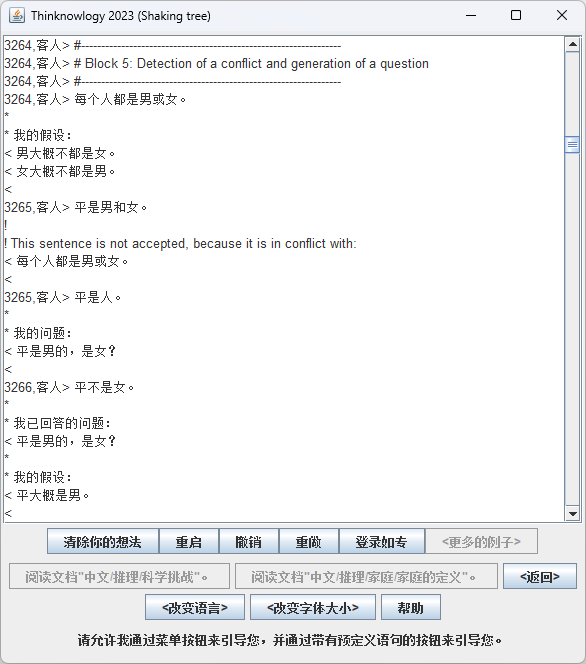 Thinknowlogy 2023 (Shaking tree)
3264,客人> #----------------------------------------------------
3264,客人> # Block 5: Detection of a conflict and generation of a question
3264,客人> #----------------------------------------------------
3264,客人> 每个人都是男或女。
*
* 我的假设：
< 男大概不都是女。
< 女大概不都是男。
<
3265,客人> 平是男和女。
!
! This sentence is not accepted, because it is in conflict with:
< 每个人都是男或女。
<
3265,客人> 平是人。
*
* 我的问题：
< 平是男的，是女？
<
3266,客人> 平不是女。
*
* 我已回答的问题：
< 平是男的，是女？
*
* 我的假设：
< 平大概是男。
<
清除你的想法 重启 撤销 重做 登录如专 <更多的例子>
阅读文档"中文/推理/科学挑战"。 阅读文档"中文/推理/家庭/家庭的定义"。 <返回>
<改变语言> <改变字体大小> 帮助
请允许我通过菜单按钮来引导您，并通过带有预定义语句的按钮来引导您。